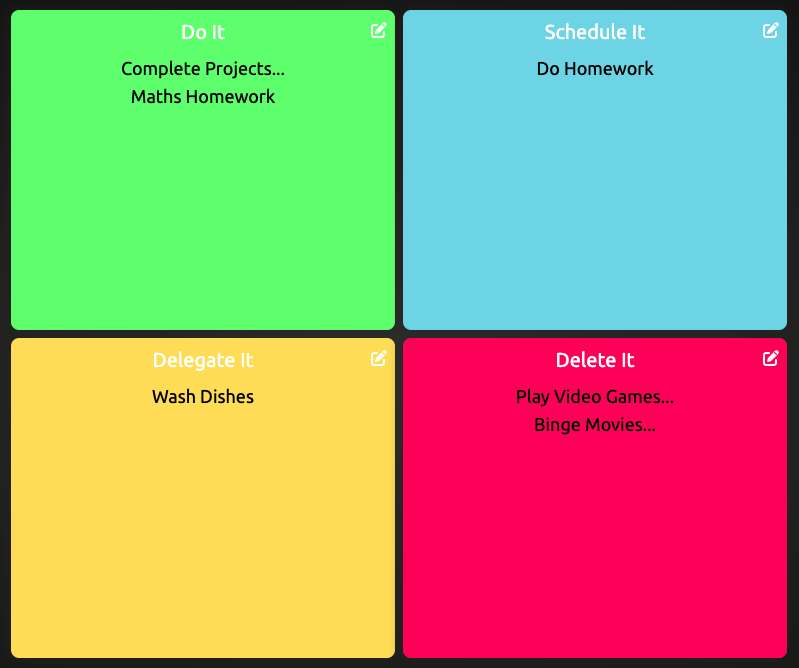 Do It
Complete Projects...
Maths Homework
Schedule It
Do Homework
Delegate It
Wash Dishes
Delete It
Play Video Games...
Binge Movies...